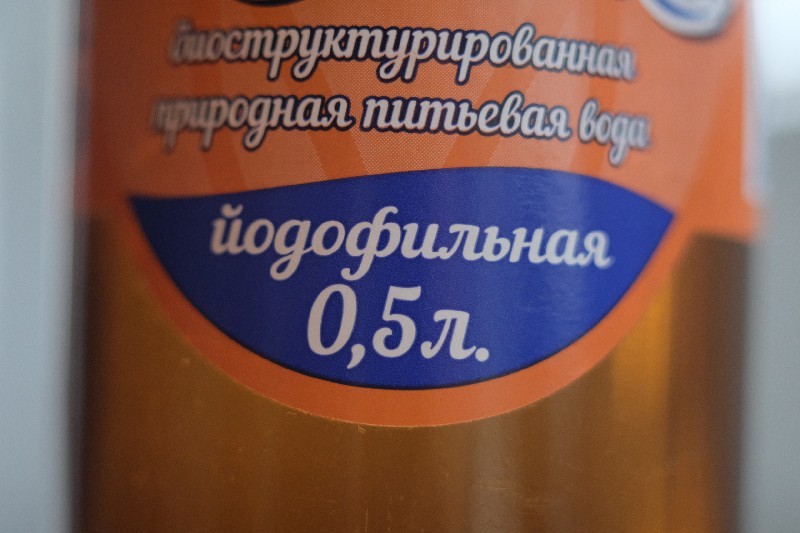 биоструктурированная
природная питьевая вода
йодофильная
0,5л.